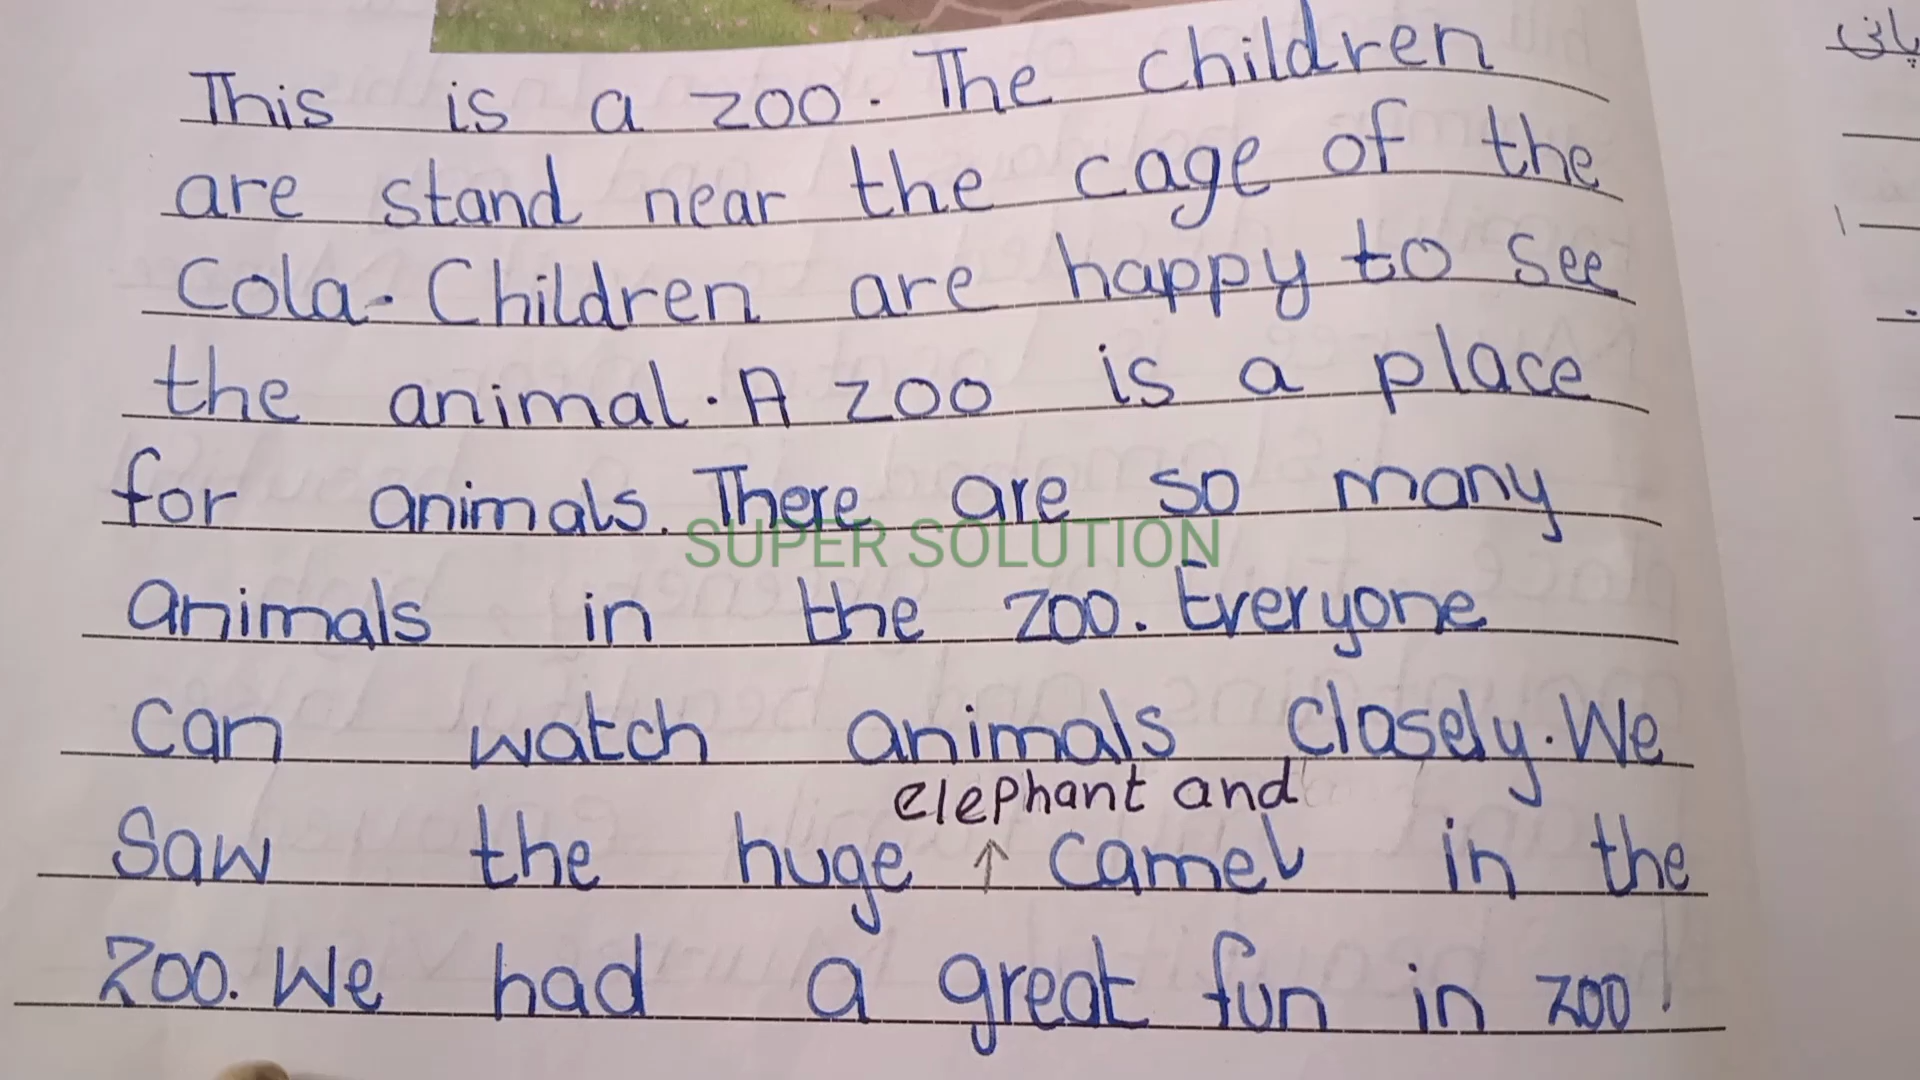 This is a zoo. The children
are stand near the cage of the
Cola-Children are happy to see
the animal. A zoo is a place
for animals. There are so many
SUPER SOLUTION
animals in the zoo. Everyone
can watch animals closely. We
elephant and
Saw the huge ↑ camel in the
Zoo. We had a great fun in zoo!
پانی